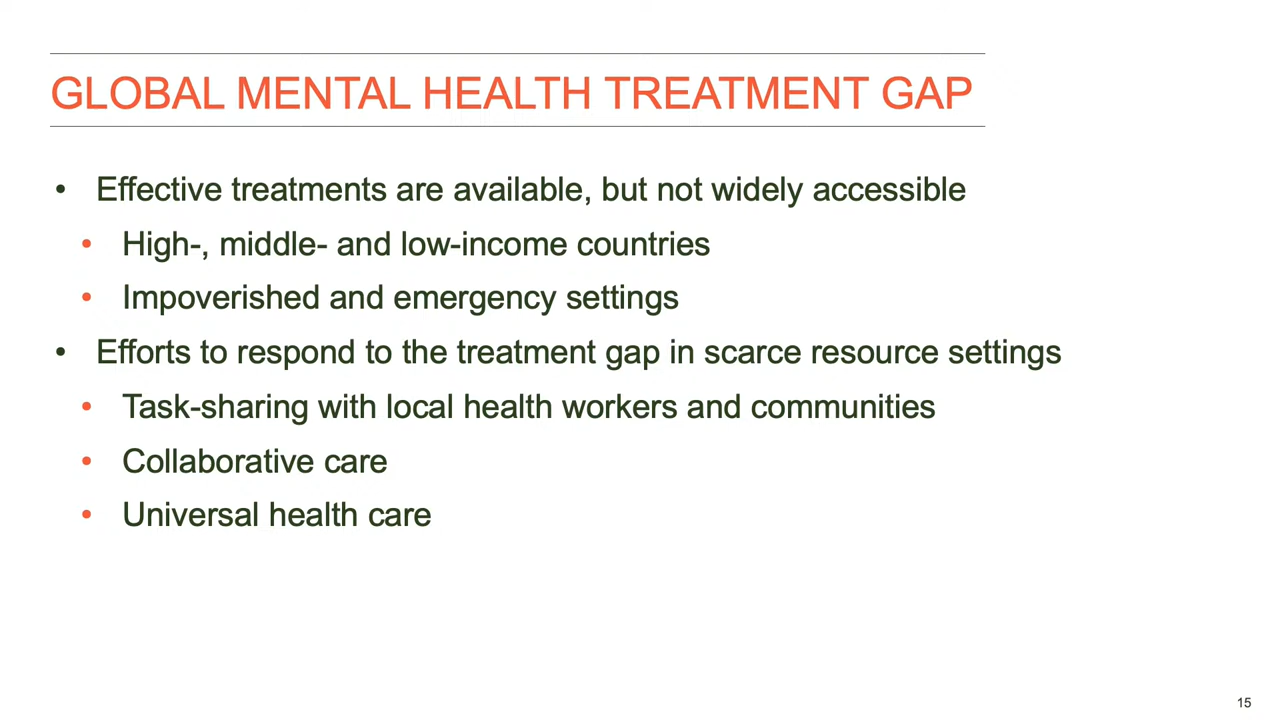 GLOBAL MENTAL HEALTH TREATMENT GAP
• Effective treatments are available, but not widely accessible
• High-, middle- and low-income countries
• Impoverished and emergency settings
• Efforts to respond to the treatment gap in scarce resource settings
• Task-sharing with local health workers and communities
• Collaborative care
• Universal health care
15